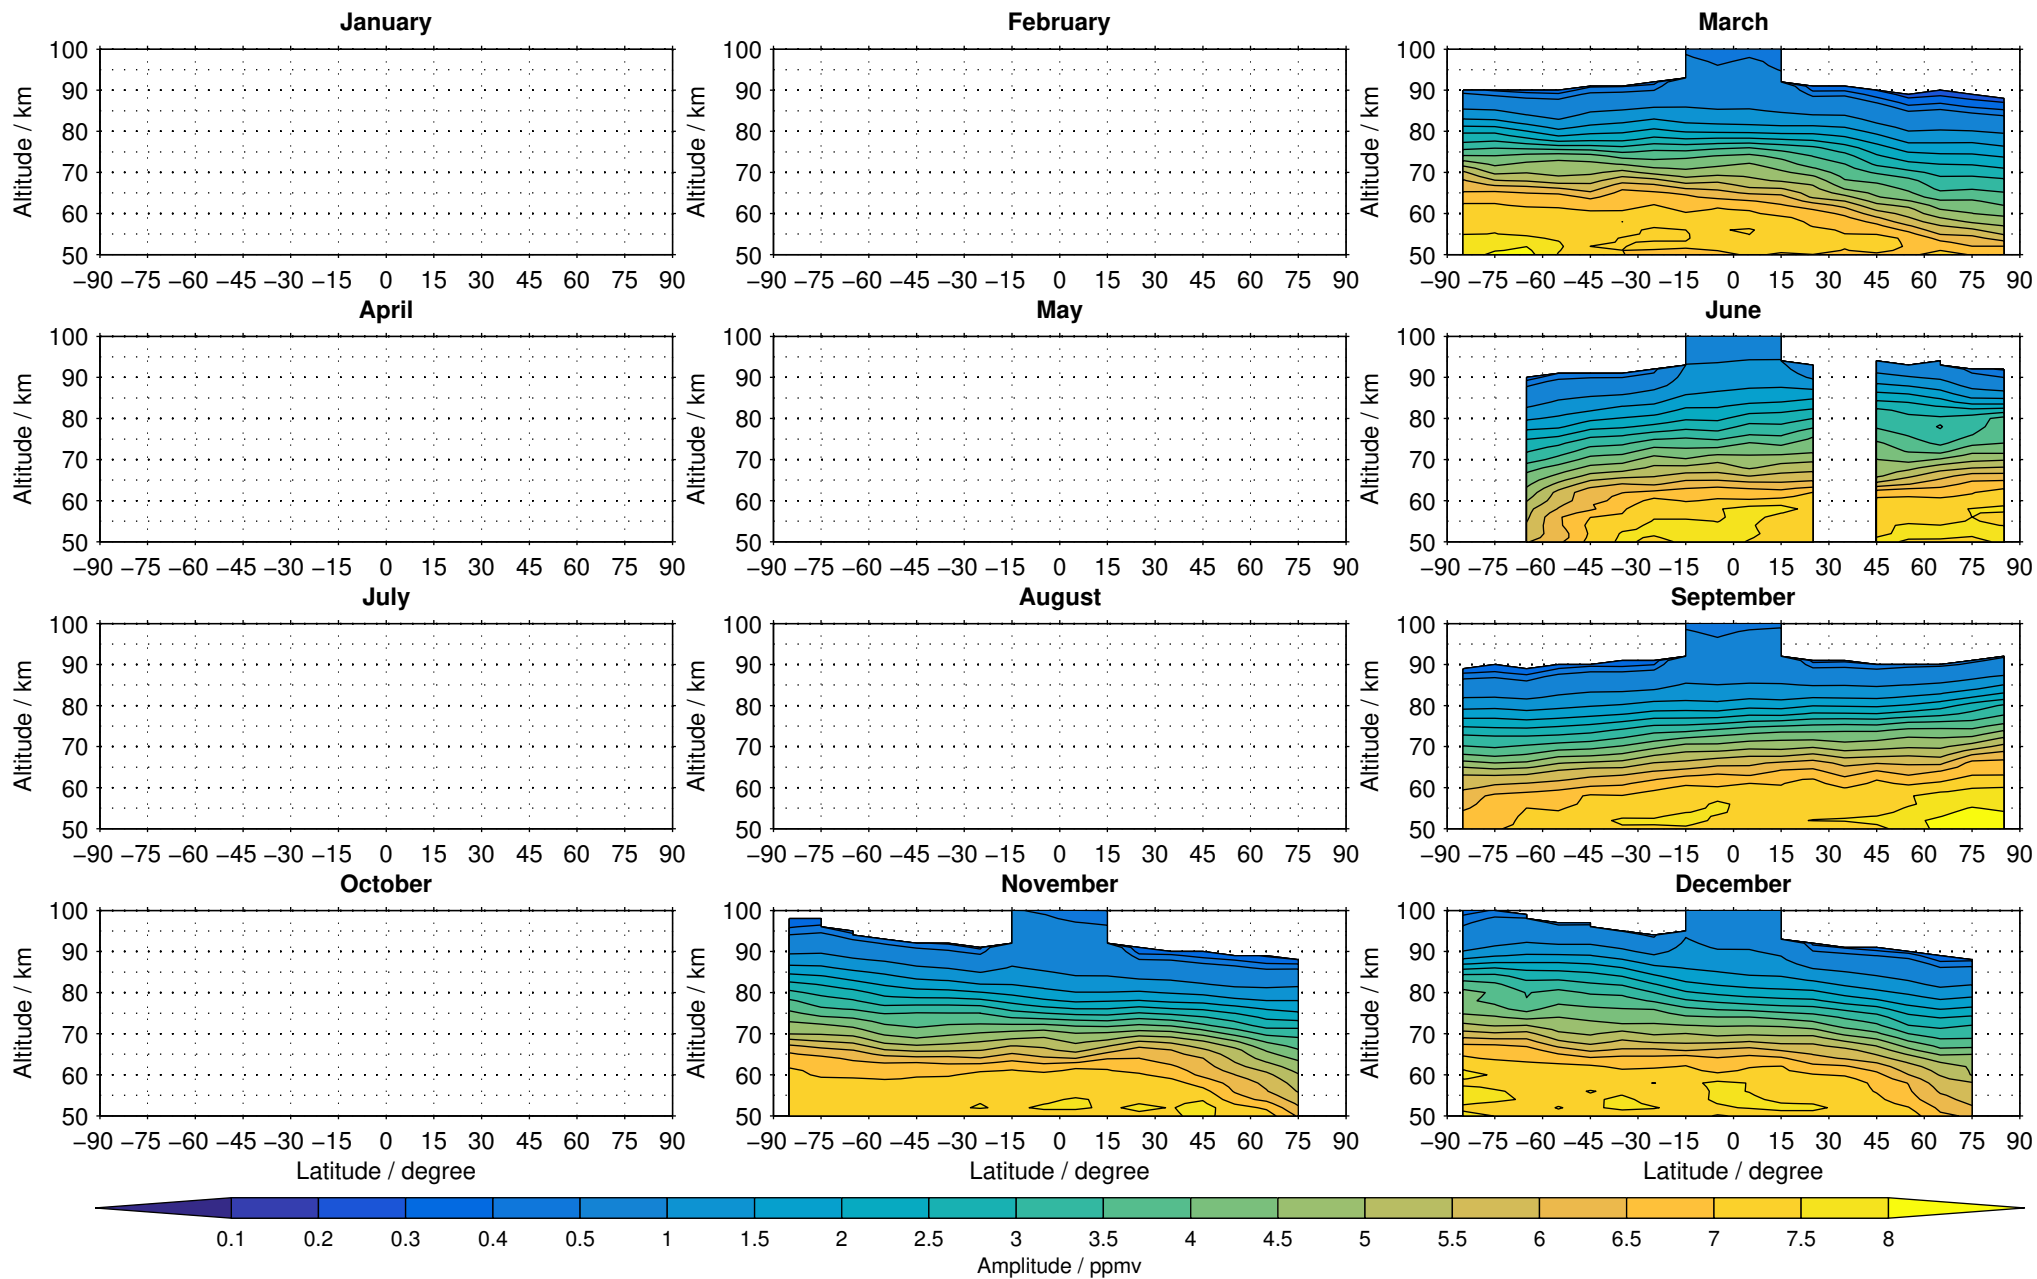 January February March
100 100 100
90 90 90
80 80 80
70 70 70
60 60 60
50 50 50
Altitude / km Altitude / km Altitude / km
−90 −75 −60 −45 −30 −15 0 15 30 45 60 75 90 −90 −75 −60 −45 −30 −15 0 15 30 45 60 75 90 −90 −75 −60 −45 −30 −15 0 15 30 45 60 75 90
April May June
100 100 100
90 90 90
80 80 80
70 70 70
60 60 60
50 50 50
Altitude / km Altitude / km Altitude / km
−90 −75 −60 −45 −30 −15 0 15 30 45 60 75 90 −90 −75 −60 −45 −30 −15 0 15 30 45 60 75 90 −90 −75 −60 −45 −30 −15 0 15 30 45 60 75 90
July August September
100 100 100
90 90 90
80 80 80
70 70 70
60 60 60
50 50 50
Altitude / km Altitude / km Altitude / km
−90 −75 −60 −45 −30 −15 0 15 30 45 60 75 90 −90 −75 −60 −45 −30 −15 0 15 30 45 60 75 90 −90 −75 −60 −45 −30 −15 0 15 30 45 60 75 90
October November December
100 100 100
90 90 90
80 80 80
70 70 70
60 60 60
50 50 50
Altitude / km Altitude / km Altitude / km
−90 −75 −60 −45 −30 −15 0 15 30 45 60 75 90 −90 −75 −60 −45 −30 −15 0 15 30 45 60 75 90 −90 −75 −60 −45 −30 −15 0 15 30 45 60 75 90
Latitude / degree Latitude / degree Latitude / degree
0.1 0.2 0.3 0.4 0.5 1 1.5 2 2.5 3 3.5 4 4.5 5 5.5 6 6.5 7 7.5 8
Amplitude / ppmv